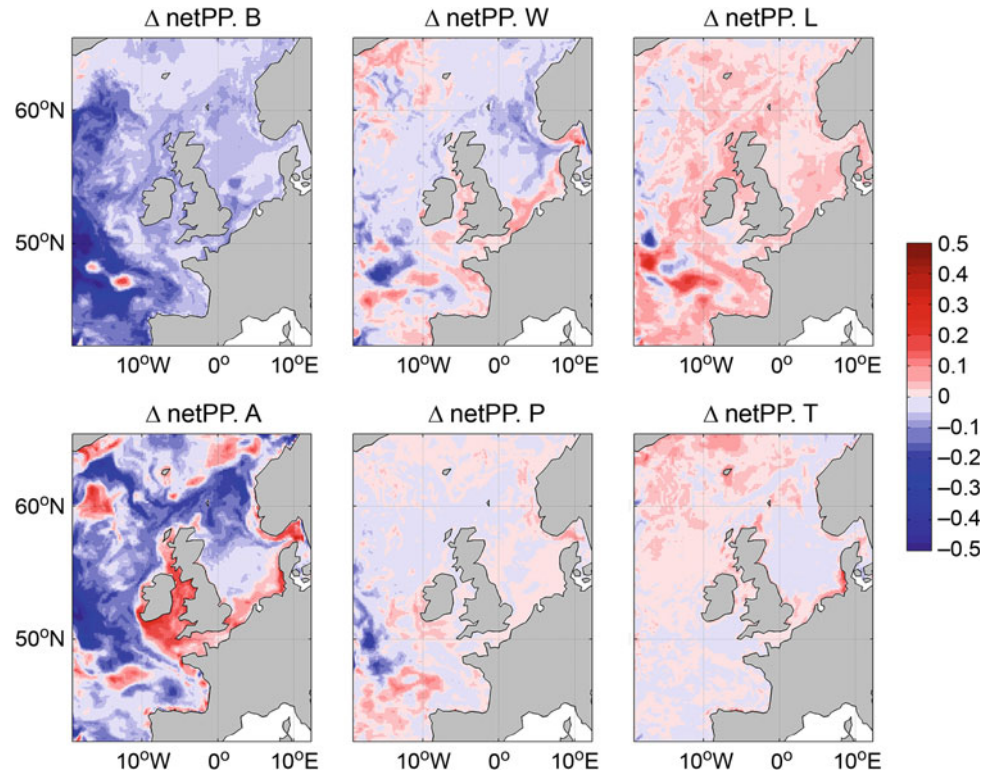 Δ netPP. B
Δ netPP. W
Δ netPP. L
60°N
50°N
10°W 0° 10°E
10°W 0° 10°E
10°W 0° 10°E
0.5
0.4
0.3
0.2
0.1
0
–0.1
–0.2
–0.3
–0.4
–0.5
Δ netPP. A
Δ netPP. P
Δ netPP. T
60°N
50°N
10°W 0° 10°E
10°W 0° 10°E
10°W 0° 10°E